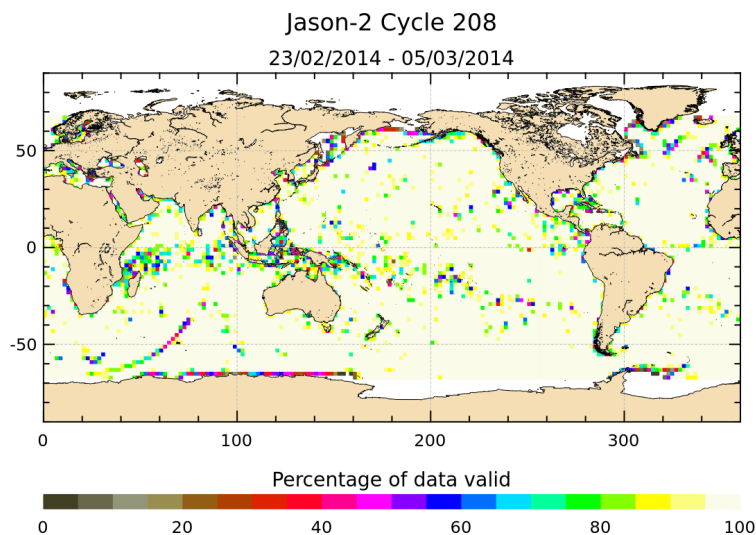 Jason-2 Cycle 208
23/02/2014 - 05/03/2014
50
0
-50
0 100 200 300
Percentage of data valid
0 20 40 60 80 100